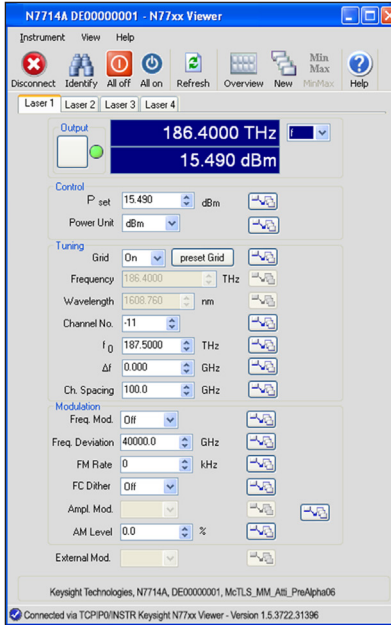 N7714A DE00000001 - N77xx Viewer
Instrument View Help
Disconnect Identify All off All on Refresh Overview New MinMax Help
Min
Max
Laser 1 Laser 2 Laser 3 Laser 4
Output
186.4000 THz f
15.490 dBm
Control
P set 15.490 dBm
Power Unit dBm
Tuning
Grid On preset Grid
Frequency 186.4000 THz
Wavelength 1608.760 nm
Channel No. -11
f 0 187.5000 THz
Δf 0.000 GHz
Ch. Spacing 100.0 GHz
Modulation
Freq. Mod. Off
Freq. Deviation 40000.0 GHz
FM Rate 0 kHz
FC Dither Off
Ampl. Mod.
AM Level 0.0 %
External Mod.
Keysight Technologies, N7714A, DE00000001, McTLS_MM_Atti_PreAlpha06
Connected via TCPIP0/INSTR Keysight N77xx Viewer - Version 1.5.3722.31396